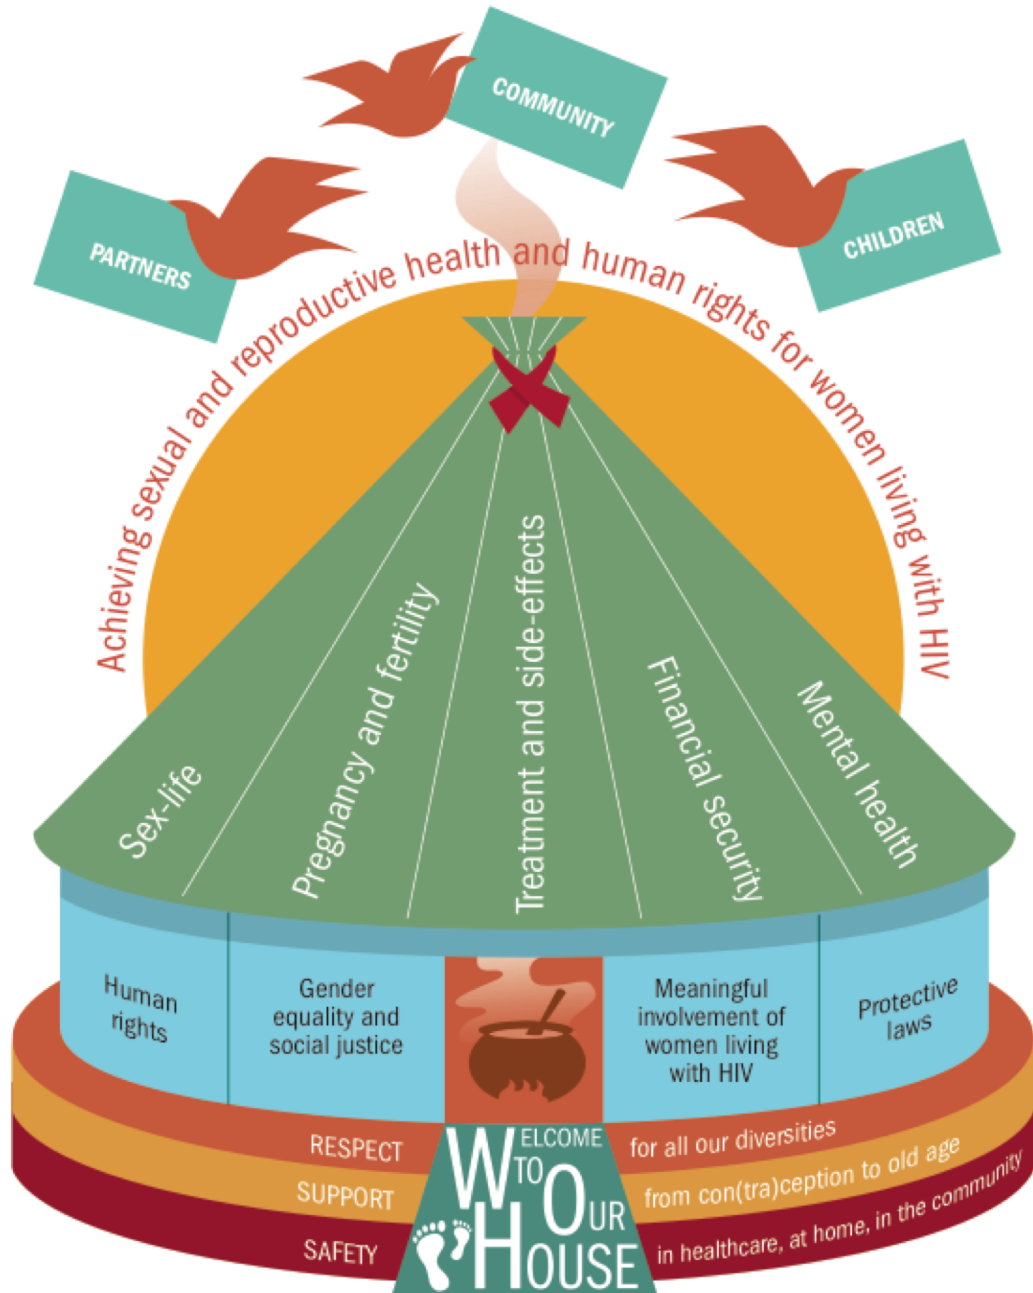 COMMUNITY
PARTNERS
CHILDREN
Achieving sexual and reproductive health and human rights for women living with HIV
Sex-life
Pregnancy and fertility
Treatment and side-effects
Financial security
Mental health
Human
rights
Gender
equality and
social justice
Meaningful
involvement of
women living
with HIV
Protective
laws
RESPECT
for all our diversities
SUPPORT
from con(tra)ception to old age
SAFETY
in healthcare, at home, in the community
WELCOME
TO
OUR
HOUSE